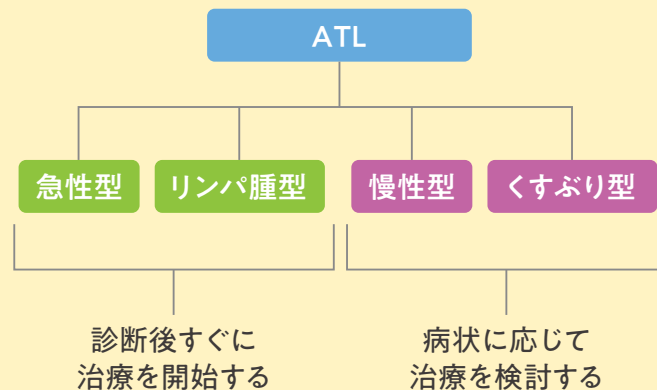 ATL
急性型
リンパ腫型
慢性型
くすぶり型
診断後すぐに
治療を開始する
病状に応じて
治療を検討する